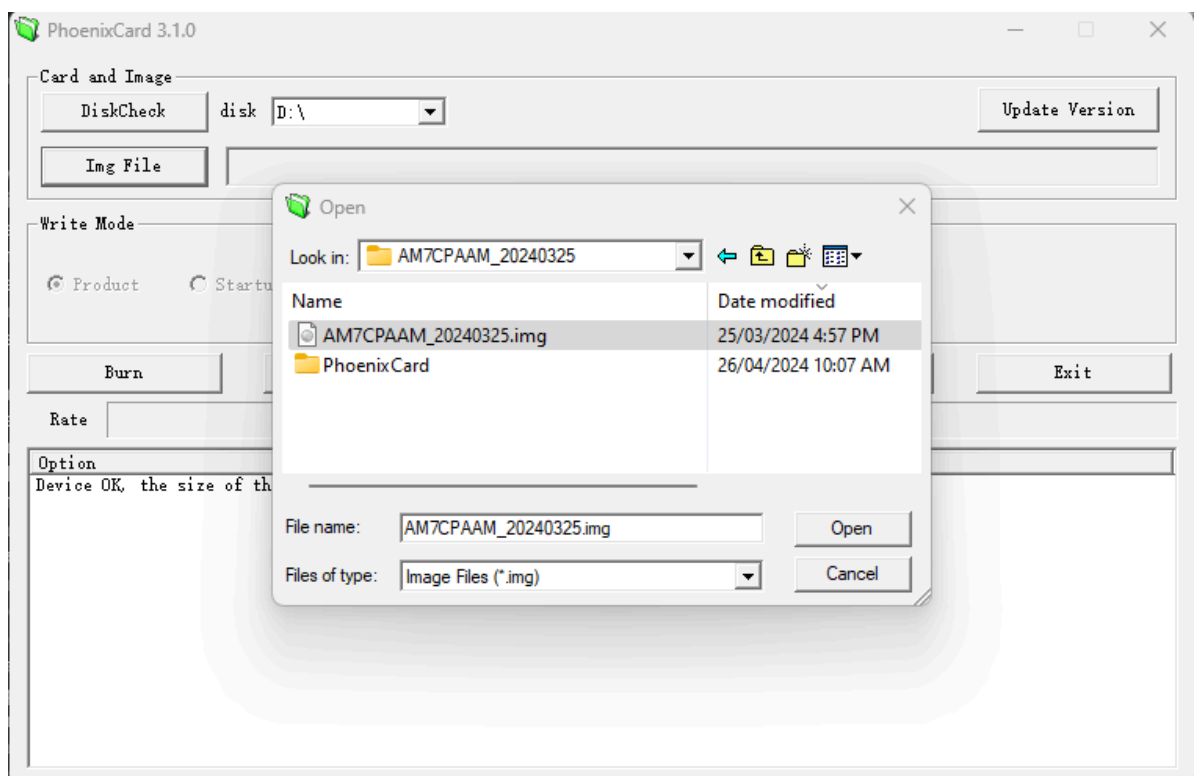 PhoenixCard 3.1.0
Card and Image
DiskCheck disk D:\ Update Version
Img File
Open
Write Mode
Look in: AM7CPAAM_20240325
Product Startu
Name Date modified
AM7CPAAM_20240325.img 25/03/2024 4:57 PM
PhoenixCard 26/04/2024 10:07 AM
Burn Exit
Rate
Option
Device OK, the size of th
File name: AM7CPAAM_20240325.img Open
Files of type: Image Files (*.img) Cancel